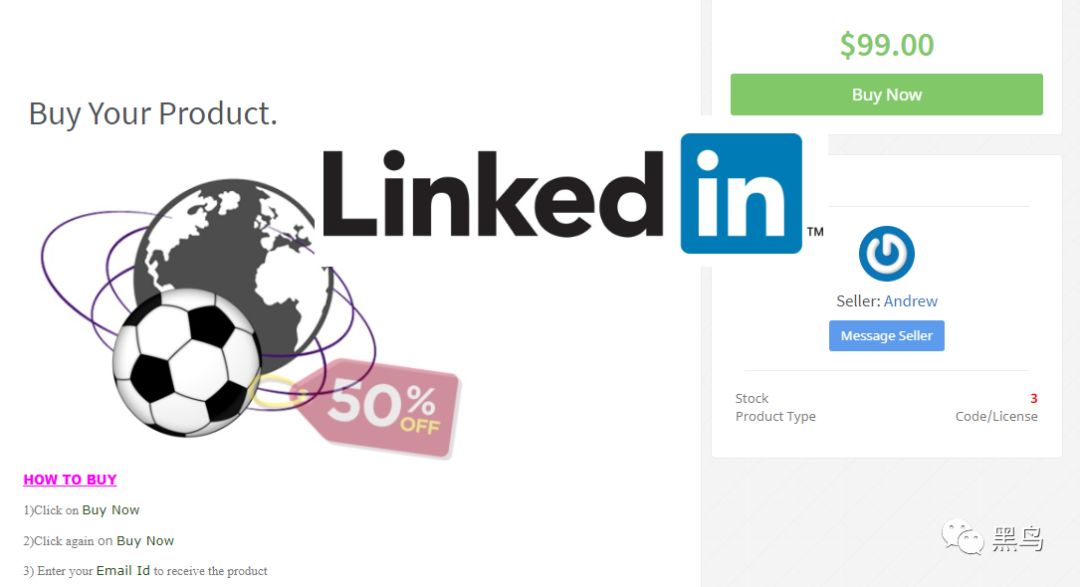 $99.00
Buy Now
Buy Your Product.
Linked in TM
Seller: Andrew
Message Seller
50% OFF
Stock 3
Product Type Code/License
HOW TO BUY
1)Click on Buy Now
2)Click again on Buy Now
3) Enter your Email Id to receive the product
黑鸟